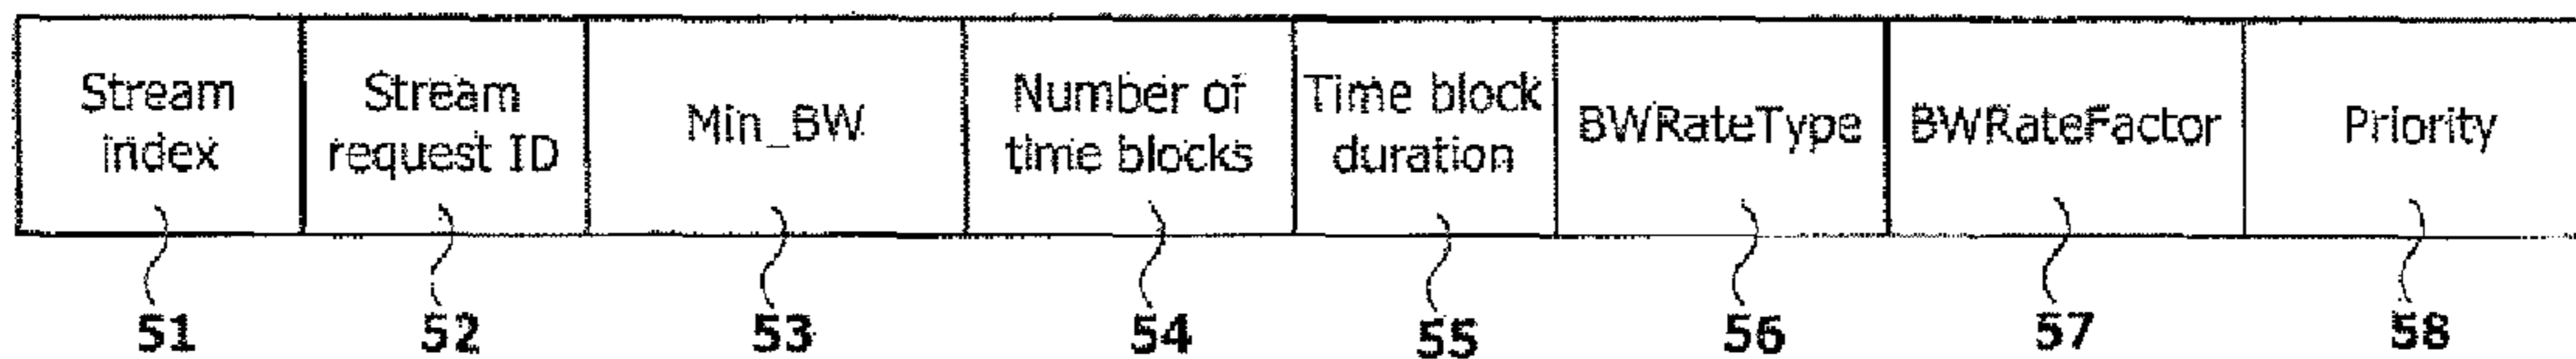 Stream
index
Stream
request ID
Min_BW
Number of
time blocks
Time block
duration
BWRateType
BWRateFactor
Priority
51
52
53
54
55
56
57
58